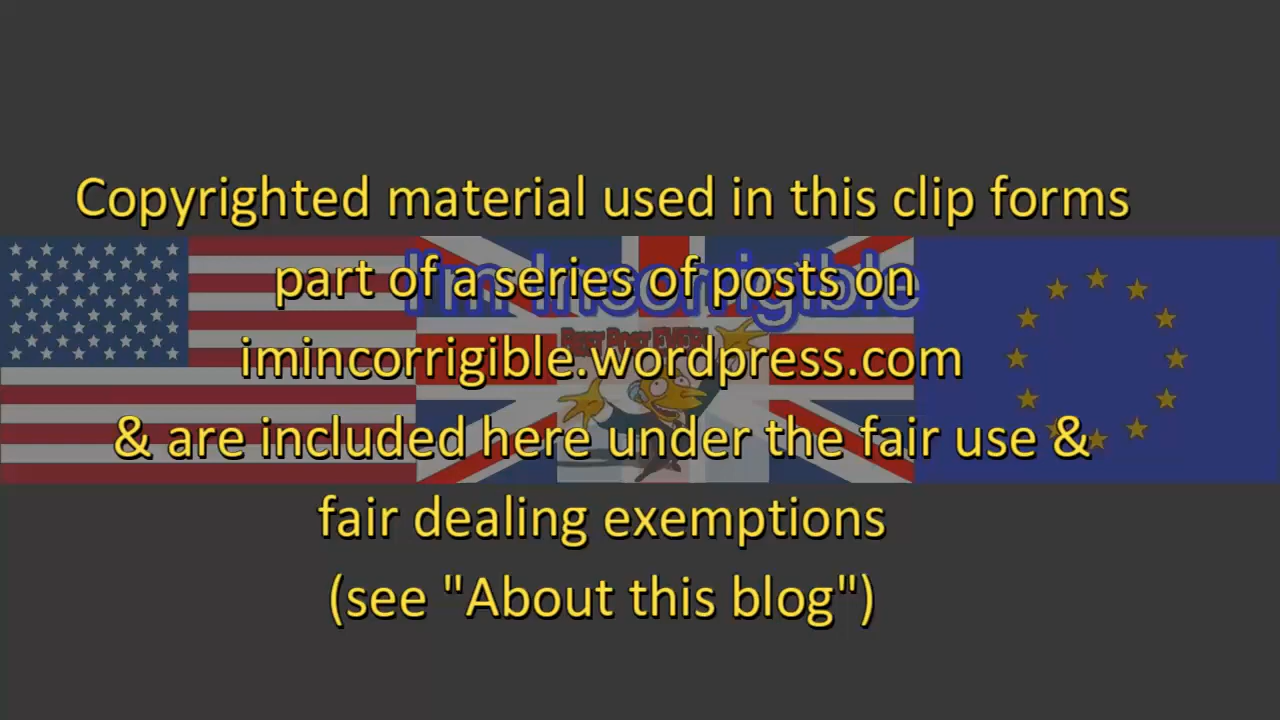 Copyrighted material used in this clip forms
part of a series of posts on
I'm Incorrigible
imincorrigible.wordpress.com
& are included here under the fair use &
fair dealing exemptions
(see "About this blog")